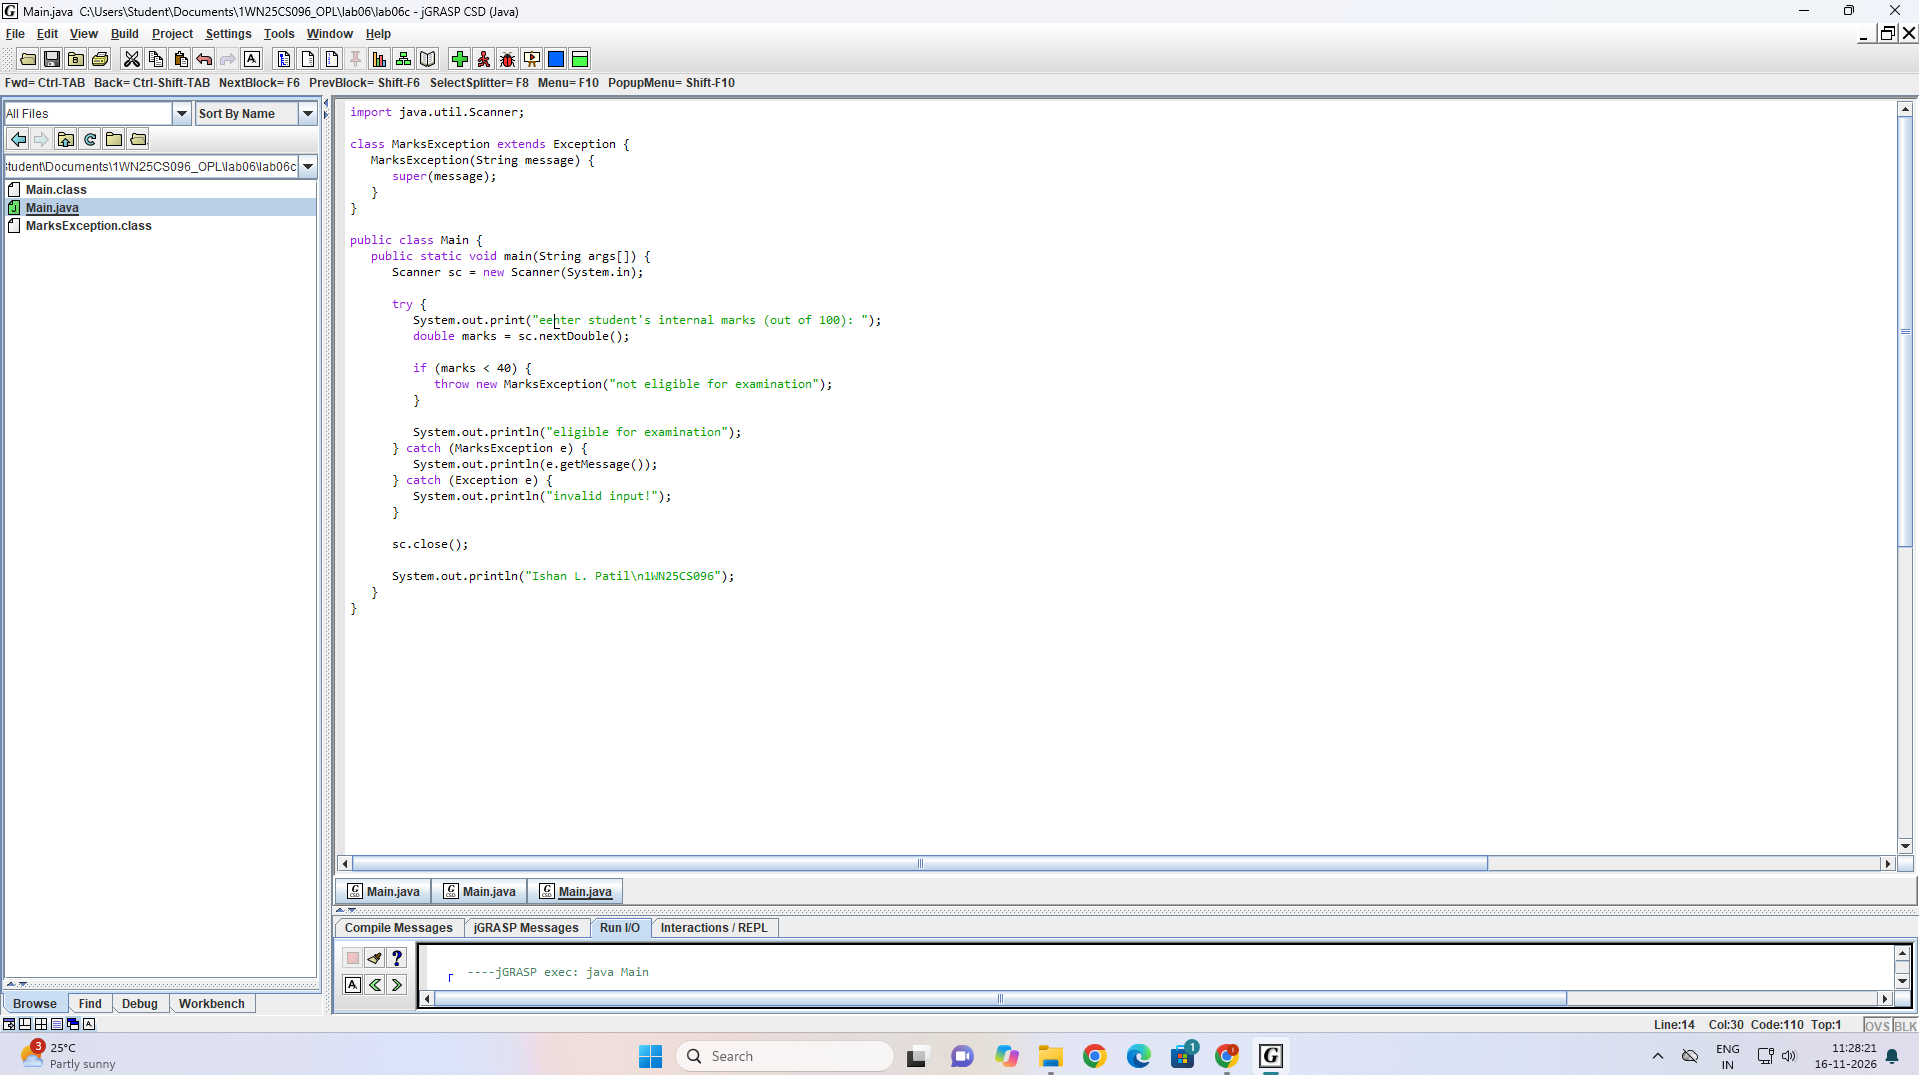 Main.java C:\Users\Student\Documents\1WN25CS096_OPL\lab06\lab06c - jGRASP CSD (Java)
File Edit View Build Project Settings Tools Window Help
Fwd= Ctrl-TAB Back= Ctrl-Shift-TAB NextBlock= F6 PrevBlock= Shift-F6 SelectSplitter= F8 Menu= F10 PopupMenu= Shift-F10
All Files
Sort By Name
tudent\Documents\1WN25CS096_OPL\lab06\lab06c
Main.class
Main.java
MarksException.class
import java.util.Scanner;
class MarksException extends Exception {
MarksException(String message) {
super(message);
}
}
public class Main {
public static void main(String args[]) {
Scanner sc = new Scanner(System.in);
try {
System.out.print("eenter student's internal marks (out of 100): ");
double marks = sc.nextDouble();
if (marks < 40) {
throw new MarksException("not eligible for examination");
}
System.out.println("eligible for examination");
} catch (MarksException e) {
System.out.println(e.getMessage());
} catch (Exception e) {
System.out.println("invalid input!");
}
sc.close();
System.out.println("Ishan L. Patil\n1WN25CS096");
}
}
Main.java Main.java Main.java
Compile Messages jGRASP Messages Run I/O Interactions / REPL
----jGRASP exec: java Main
Browse Find Debug Workbench
Line:14 Col:30 Code:110 Top:1 OVS BLK
3
25°C
Partly sunny
Search
1
ENG
IN
11:28:21
16-11-2026